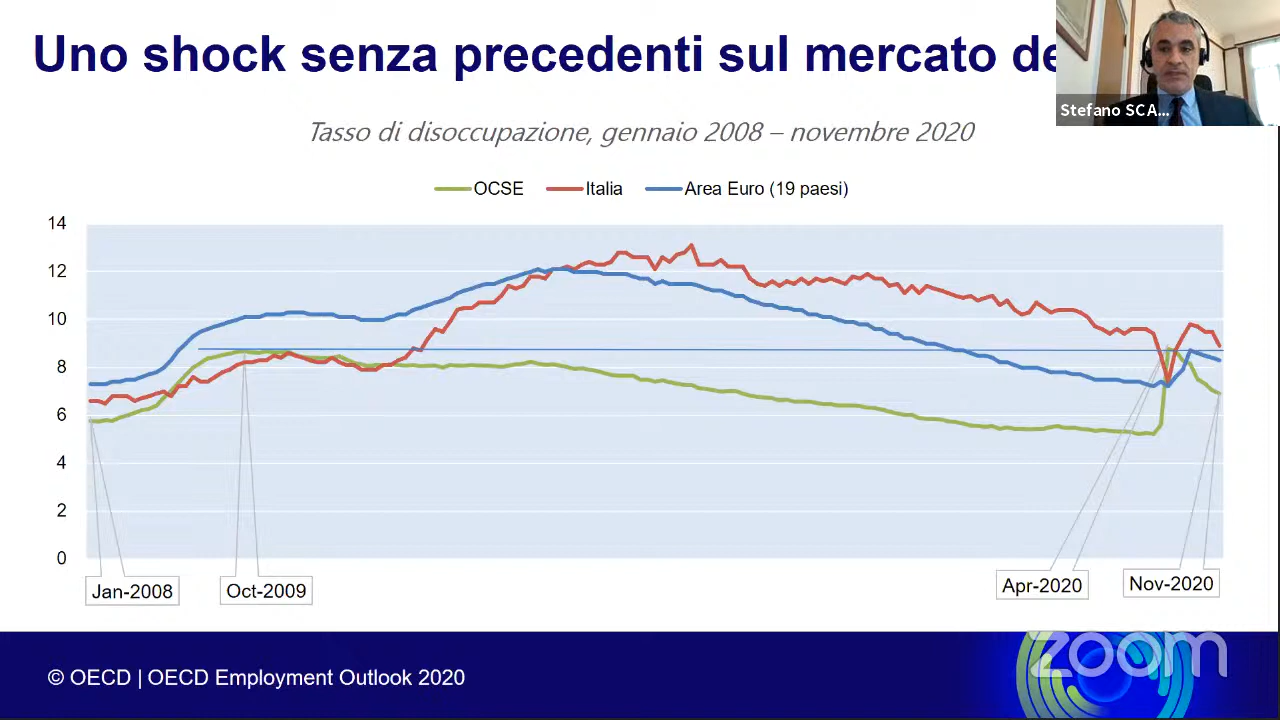 Uno shock senza precedenti sul mercato de
Stefano SCA...
Tasso di disoccupazione, gennaio 2008 – novembre 2020
OCSE Italia Area Euro (19 paesi)
14
12
10
8
6
4
2
0
Jan-2008 Oct-2009 Apr-2020 Nov-2020
© OECD | OECD Employment Outlook 2020
zoom